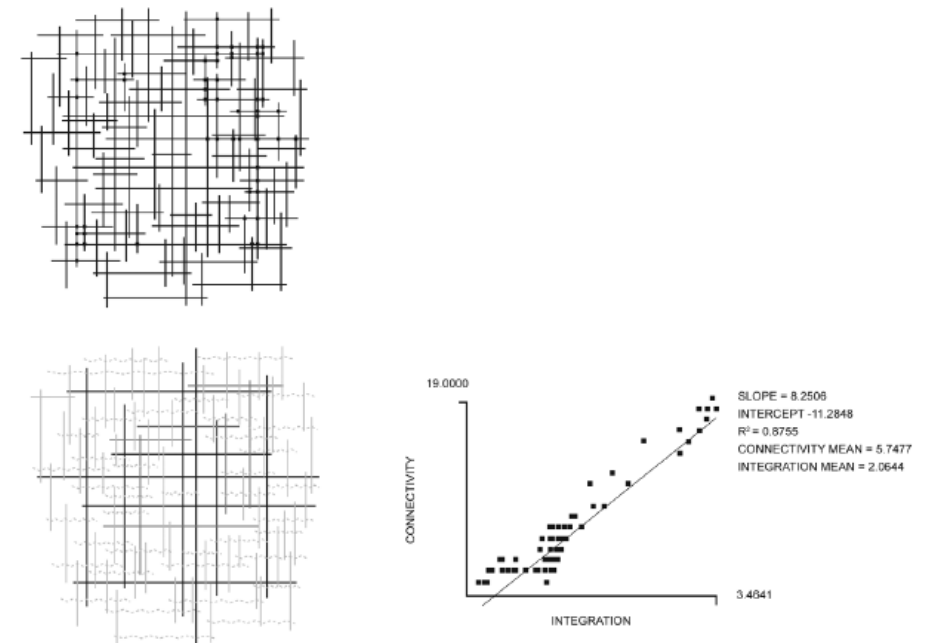 19.0000
SLOPE = 8.2506
INTERCEPT -11.2848
R² = 0.8755
CONNECTIVITY MEAN = 5.7477
INTEGRATION MEAN = 2.0644
CONNECTIVITY
3.4641
INTEGRATION